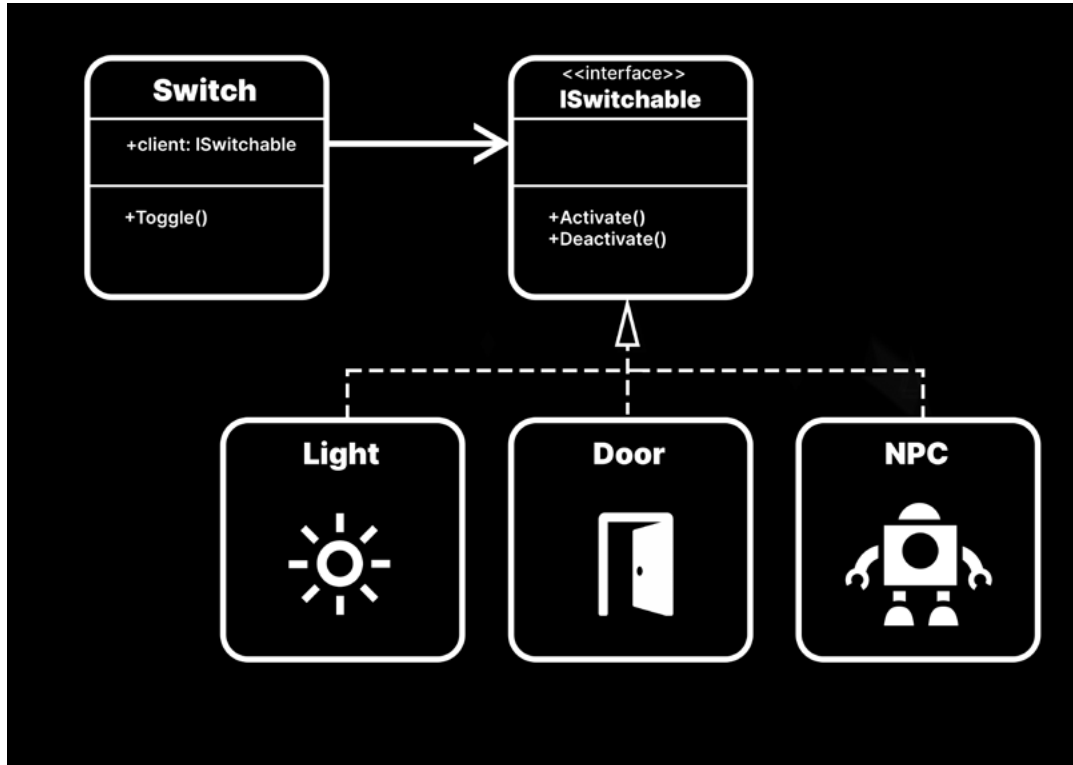 Switch
+client: ISwitchable
+Toggle()
<<interface>>
ISwitchable
+Activate()
+Deactivate()
Light
Door
NPC